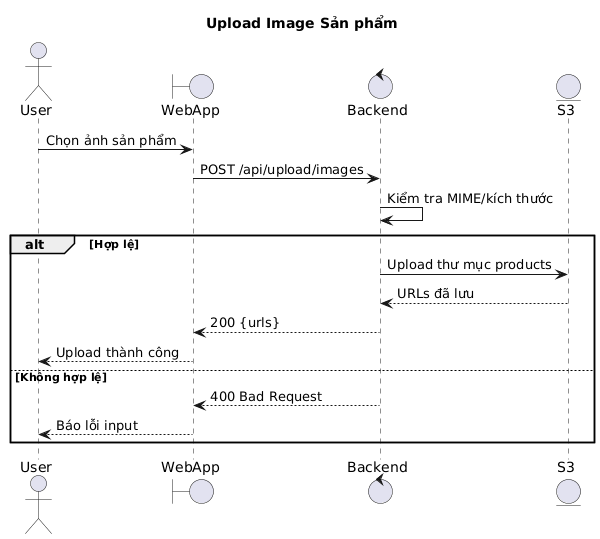 Upload Image Sản phẩm
User
WebApp
Backend
S3
Chọn ảnh sản phẩm
POST /api/upload/images
Kiểm tra MIME/kích thước
alt [Hợp lệ]
Upload thư mục products
URLs đã lưu
200 {urls}
Upload thành công
[Không hợp lệ]
400 Bad Request
Báo lỗi input
User
WebApp
Backend
S3